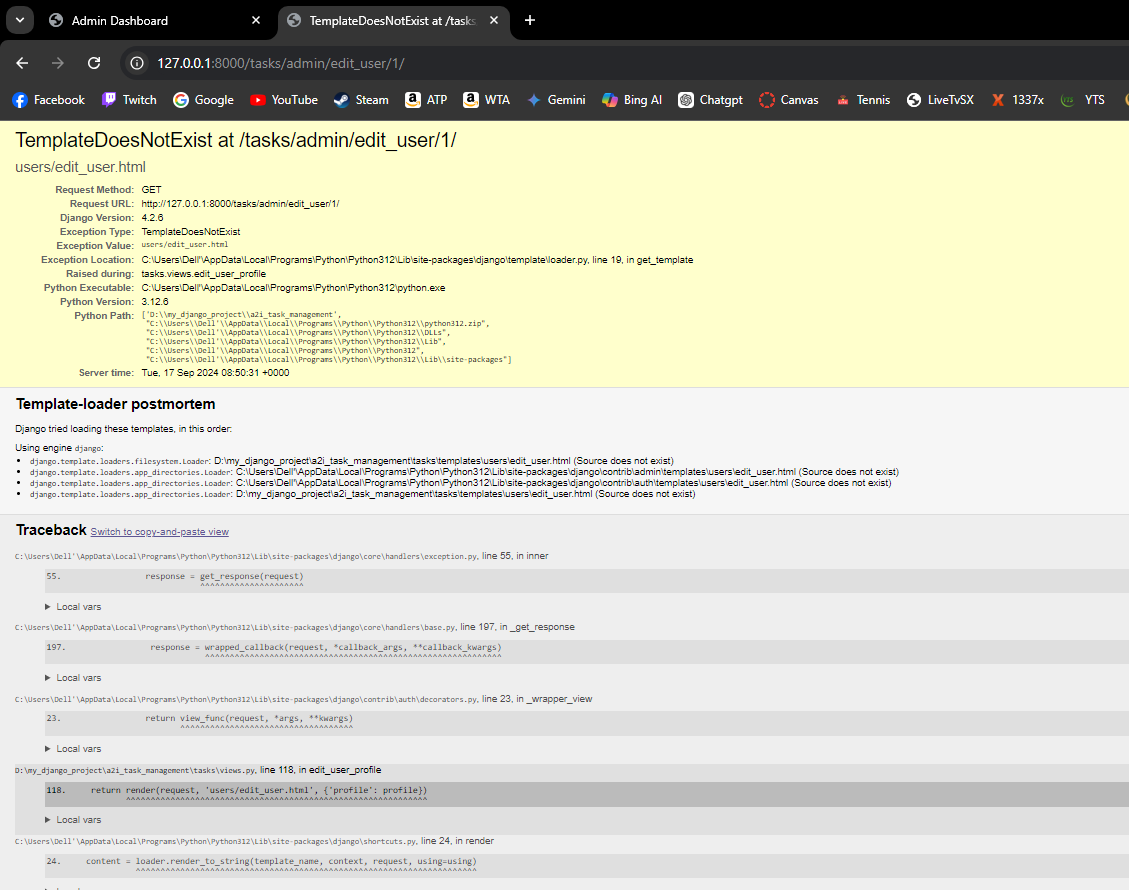 Admin Dashboard
TemplateDoesNotExist at /tasks
127.0.0.1:8000/tasks/admin/edit_user/1/
Facebook Twitch Google YouTube Steam ATP WTA Gemini Bing AI Chatgpt Canvas Tennis LiveTvSX 1337x YTS
TemplateDoesNotExist at /tasks/admin/edit_user/1/
users/edit_user.html
Request Method: GET
Request URL: http://127.0.0.1:8000/tasks/admin/edit_user/1/
Django Version: 4.2.6
Exception Type: TemplateDoesNotExist
Exception Value: users/edit_user.html
Exception Location: C:\Users\Dell'\AppData\Local\Programs\Python\Python312\Lib\site-packages\django\template\loader.py, line 19, in get_template
Raised during: tasks.views.edit_user_profile
Python Executable: C:\Users\Dell'\AppData\Local\Programs\Python\Python312\python.exe
Python Version: 3.12.6
Python Path: ['D:\\my_django_project\\a2i_task_management',
"C:\\Users\\Dell'\\AppData\\Local\\Programs\\Python\\Python312\\python312.zip",
"C:\\Users\\Dell'\\AppData\\Local\\Programs\\Python\\Python312\\DLLs",
"C:\\Users\\Dell'\\AppData\\Local\\Programs\\Python\\Python312\\Lib",
"C:\\Users\\Dell'\\AppData\\Local\\Programs\\Python\\Python312",
"C:\\Users\\Dell'\\AppData\\Local\\Programs\\Python\\Python312\\Lib\\site-packages"]
Server time: Tue, 17 Sep 2024 08:50:31 +0000
Template-loader postmortem
Django tried loading these templates, in this order:
Using engine django:
• django.template.loaders.filesystem.Loader: D:\my_django_project\a2i_task_management\tasks\templates\users\edit_user.html (Source does not exist)
• django.template.loaders.app_directories.Loader: C:\Users\Dell'\AppData\Local\Programs\Python\Python312\Lib\site-packages\django\contrib\admin\templates\users\edit_user.html (Source does not exist)
• django.template.loaders.app_directories.Loader: C:\Users\Dell'\AppData\Local\Programs\Python\Python312\Lib\site-packages\django\contrib\auth\templates\users\edit_user.html (Source does not exist)
• django.template.loaders.app_directories.Loader: D:\my_django_project\a2i_task_management\tasks\templates\users\edit_user.html (Source does not exist)
Traceback Switch to copy-and-paste view
C:\Users\Dell'\AppData\Local\Programs\Python\Python312\Lib\site-packages\django\core\handlers\exception.py, line 55, in inner
55. response = get_response(request)
^^^^^^^^^^^^^^^^^^^^^
Local vars
C:\Users\Dell'\AppData\Local\Programs\Python\Python312\Lib\site-packages\django\core\handlers\base.py, line 197, in _get_response
197. response = wrapped_callback(request, *callback_args, **callback_kwargs)
^^^^^^^^^^^^^^^^^^^^^^^^^^^^^^^^^^^^^^^^^^^^^^^^^^^^^^^^^^^^
Local vars
C:\Users\Dell'\AppData\Local\Programs\Python\Python312\Lib\site-packages\django\contrib\auth\decorators.py, line 23, in _wrapper_view
23. return view_func(request, *args, **kwargs)
^^^^^^^^^^^^^^^^^^^^^^^^^^^^^^^^^^^
Local vars
D:\my_django_project\a2i_task_management\tasks\views.py, line 118, in edit_user_profile
118. return render(request, 'users/edit_user.html', {'profile': profile})
^^^^^^^^^^^^^^^^^^^^^^^^^^^^^^^^^^^^^^^^^^^^^^^^^^^^^^^^^^^^^
Local vars
C:\Users\Dell'\AppData\Local\Programs\Python\Python312\Lib\site-packages\django\shortcuts.py, line 24, in render
24. content = loader.render_to_string(template_name, context, request, using=using)
^^^^^^^^^^^^^^^^^^^^^^^^^^^^^^^^^^^^^^^^^^^^^^^^^^^^^^^^^^^^^^^^^^^^^